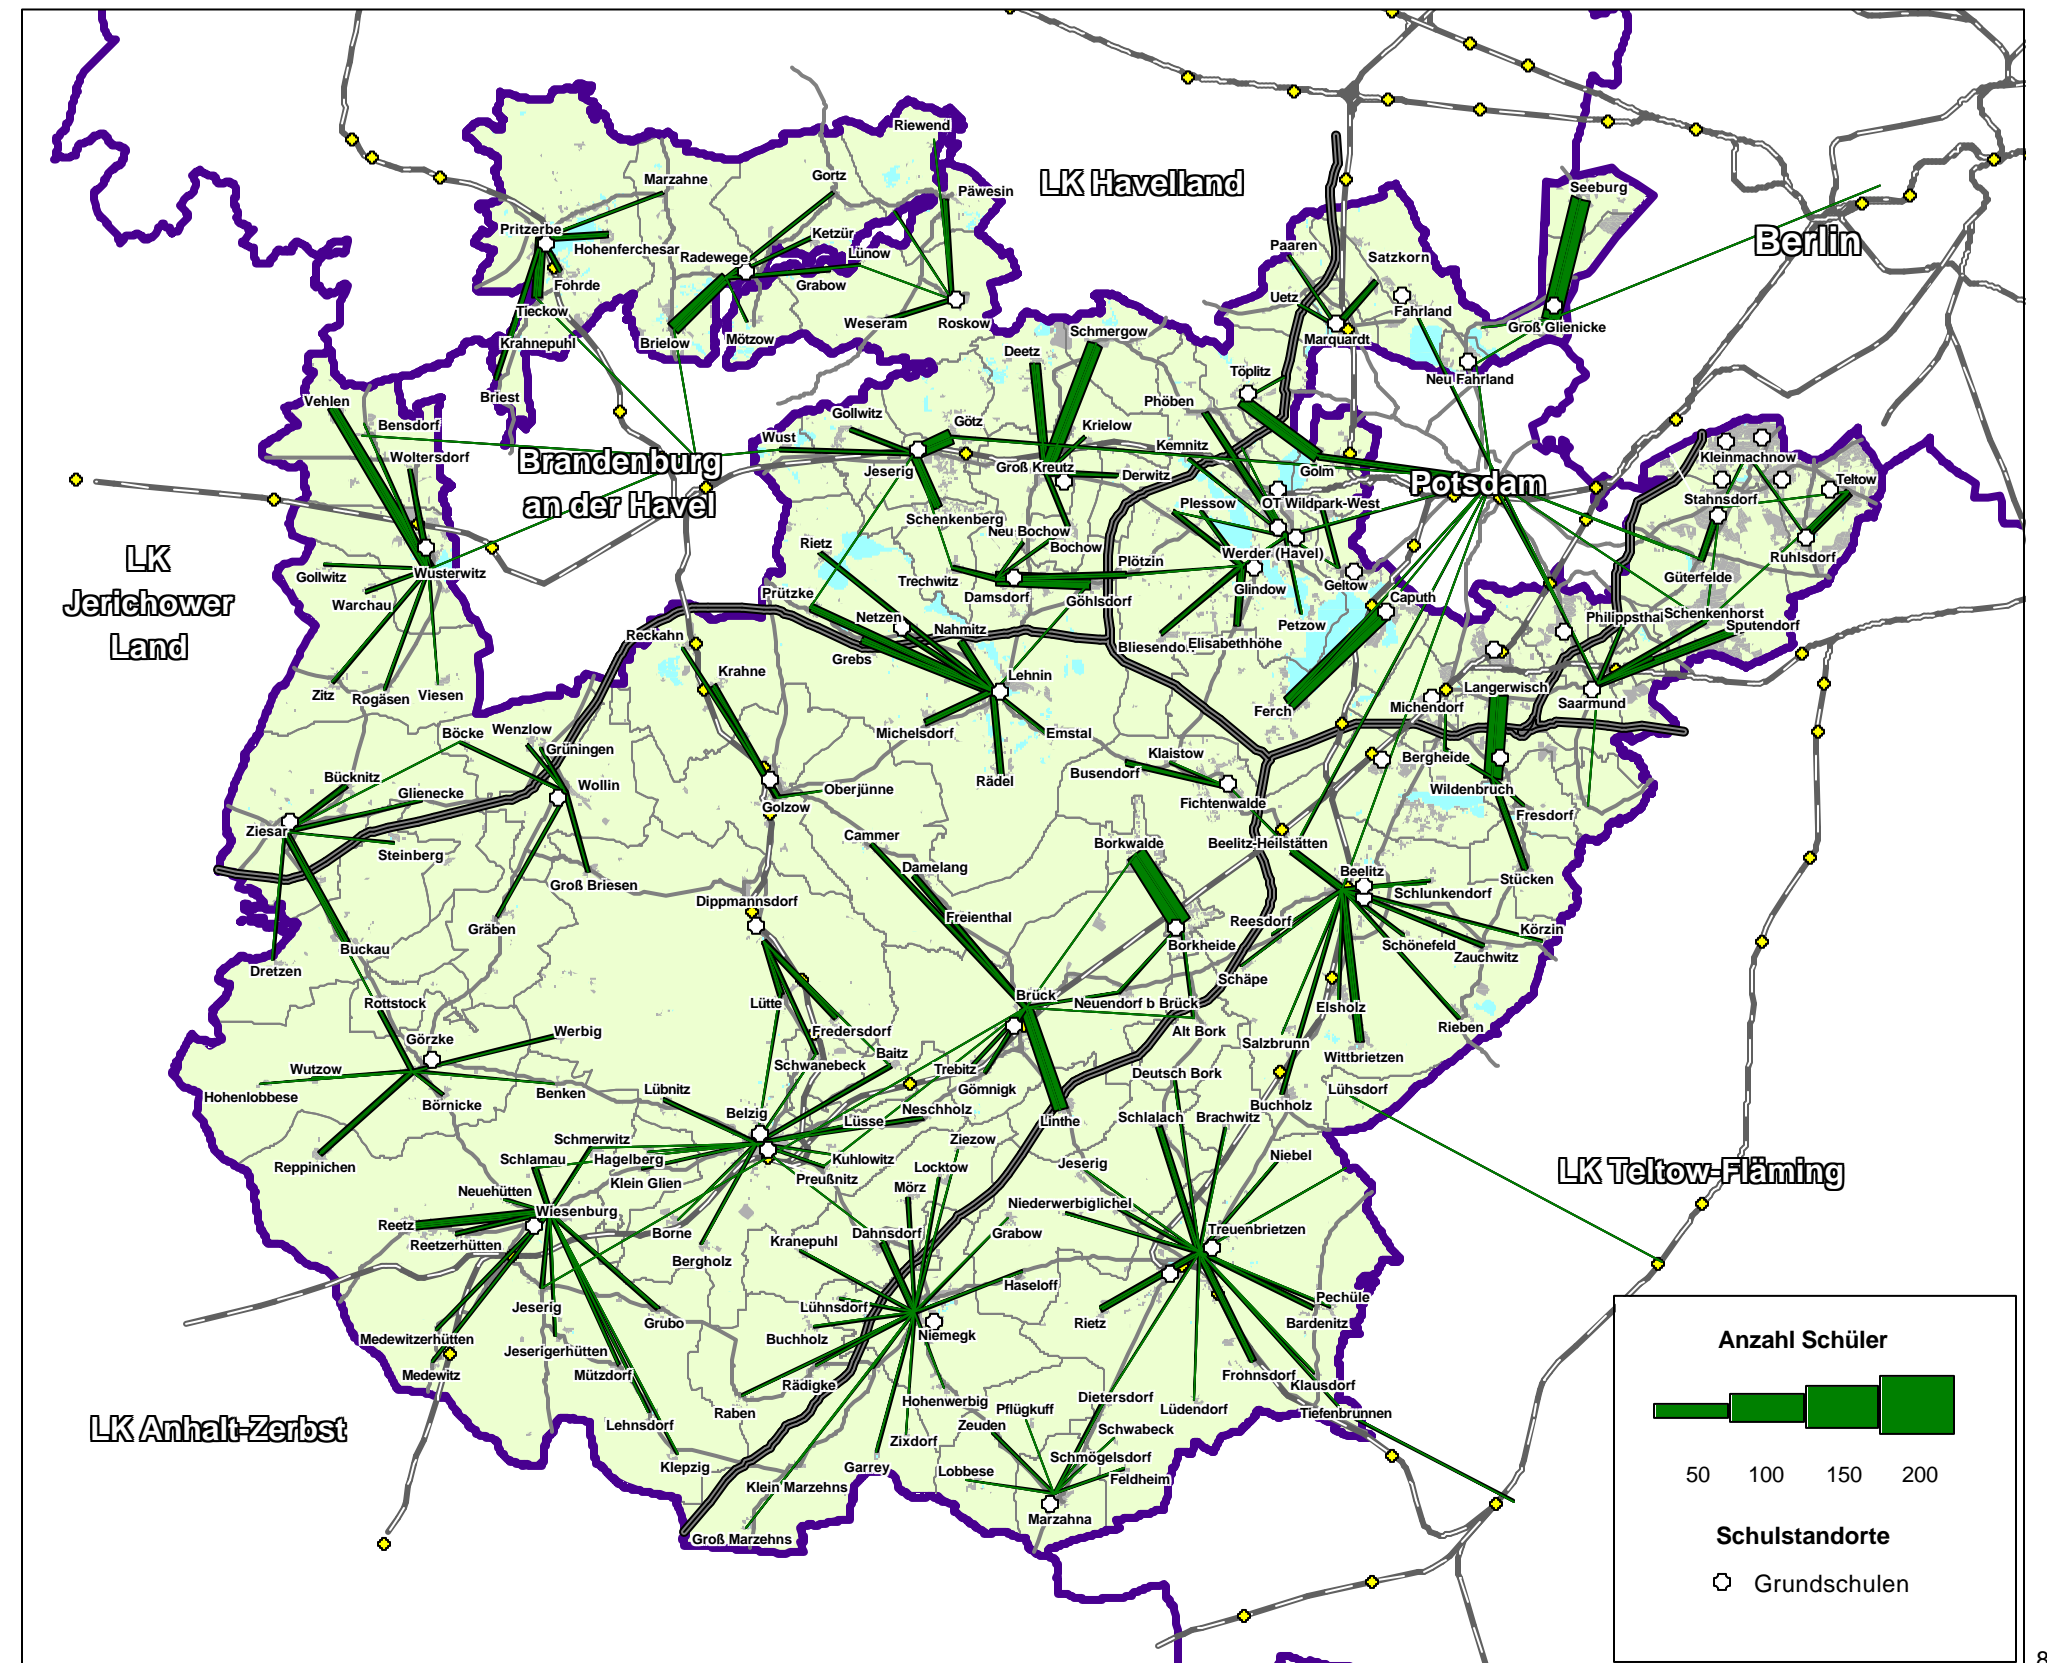 Riewend
LK Havelland
Marzahne
Gortz
Päwesin
Seeburg
Pritzerbe
Hohenferchesar
Radewege
Ketzür
Lünow
Paaren
Satzkorn
Berlin
Fohrde
Grabow
Uetz
Tieckow
Weseram
Roskow
Fahrland
Groß Glienicke
Krahnepuhl
Brielow
Mötzow
Schmergow
Marquardt
Deetz
Töplitz
Neu Fahrland
Briest
Vehlen
Phöben
Bensdorf
Gollwitz
Götz
Krielow
Wust
Kemnitz
Woltersdorf
Brandenburg
an der Havel
Jeserig
Groß Kreutz
Derwitz
Golm
Potsdam
Kleinmachnow
Teltow
Stahnsdorf
Plessow
OT Wildpark-West
Schenkenberg
Neu Bochow
Bochow
Rietz
Werder (Havel)
Ruhlsdorf
LK
Jerichower
Land
Gollwitz
Wusterwitz
Trechwitz
Plötzin
Güterfelde
Warchau
Prützke
Damsdorf
Göhlsdorf
Glindow
Geltow
Caputh
Netzen
Nahmitz
Petzow
Philippsthal
Schenkenhorst
Sputendorf
Reckahn
Grebs
Bliesendo
Elisabethhöhe
Krahne
Lehnin
Zitz
Rogäsen
Viesen
Langerwisch
Michendorf
Saarmund
Ferch
Böcke
Wenzlow
Grüningen
Michelsdorf
Emstal
Klaistow
Bergheide
Bücknitz
Wollin
Rädel
Busendorf
Glienecke
Oberjünne
Fichtenwalde
Wildenbruch
Golzow
Fresdorf
Ziesar
Cammer
Borkwalde
Beelitz-Heilstätten
Steinberg
Damelang
Beelitz
Groß Briesen
Dippmannsdorf
Schlunkendorf
Stücken
Freienthal
Reesdorf
Gräben
Borkheide
Schönefeld
Körzin
Buckau
Zauchwitz
Dretzen
Schäpe
Rottstock
Lütte
Brück
Neuendorf b Brück
Elsholz
Werbig
Fredersdorf
Alt Bork
Rieben
Görzke
Baitz
Salzbrunn
Wittbrietzen
Wutzow
Schwanebeck
Trebitz
Deutsch Bork
Hohenlobbese
Benken
Lübnitz
Gömnigk
Lühsdorf
Börnicke
Belzig
Neschholz
Buchholz
Lüsse
Linthe
Schlalach
Brachwitz
Schmerwitz
Ziezow
Reppinichen
Schlamau
Hagelberg
Kuhlowitz
Locktow
Jeserig
Niebel
LK Teltow-Fläming
Klein Glien
Preußnitz
Mörz
Neuehütten
Niederwerbiglichel
Reetz
Wiesenburg
Treuenbrietzen
Reetzerhütten
Borne
Kranepuhl
Dahnsdorf
Grabow
Bergholz
Haseloff
Jeserig
Grubo
Lühnsdorf
Pechüle
Buchholz
Niemegk
Rietz
Bardenitz
Medewitzerhütten
Jeserigerhütten
Medewitz
Mützdorf
Rädigke
Frohnsdorf
Klausdorf
Hohenwerbig
Dietersdorf
Raben
Pflügkuff
Lüdendorf
Tiefenbrunnen
LK Anhalt-Zerbst
Lehnsdorf
Zeuden
Schwabeck
Zixdorf
Schmögelsdorf
Klepzig
Garrey
Lobbese
Feldheim
Klein Marzehns
Marzahna
Groß Marzehns
Anzahl Schüler
50 100 150 200
Schulstandorte
Grundschulen
8